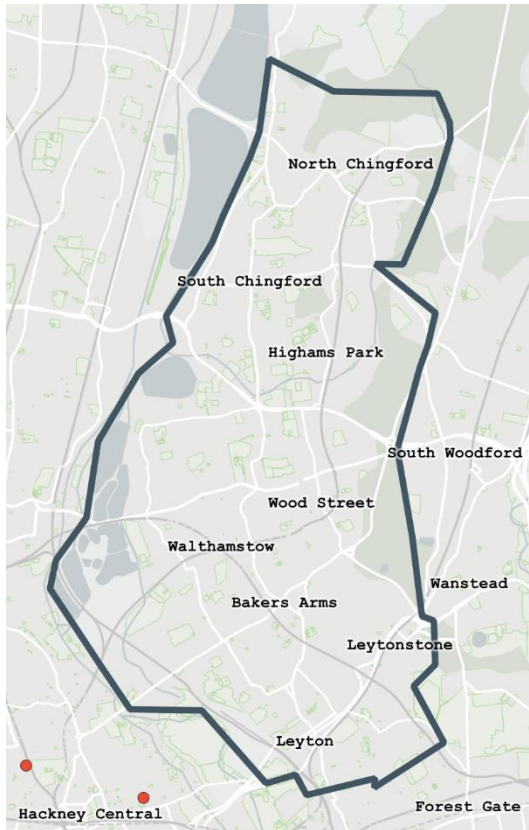 North Chingford
South Chingford
Highams Park
South Woodford
Wood Street
Walthamstow
Wanstead
Bakers Arms
Leytonstone
Leyton
Forest Gate
Hackney Central